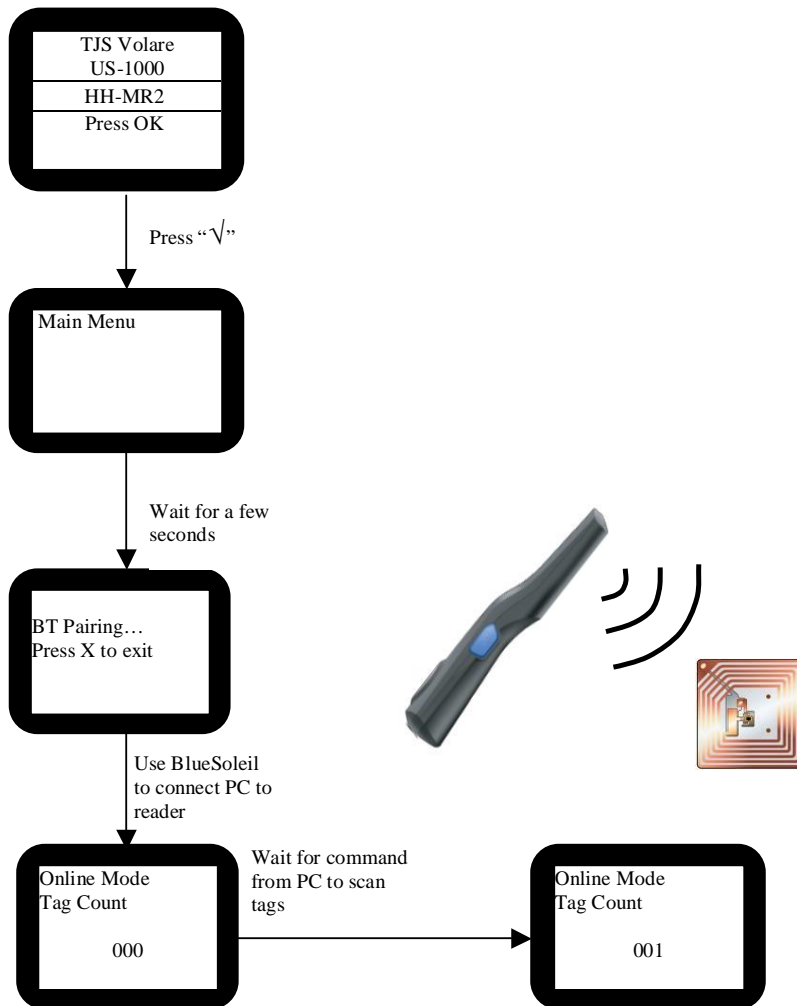 TJS Volare
US-1000
HH-MR2
Press OK
Press “√”
Main Menu
Wait for a few
seconds
BT Pairing…
Press X to exit
Use BlueSoleil
to connect PC to
reader
Online Mode
Tag Count
000
Wait for command
from PC to scan
tags
Online Mode
Tag Count
001